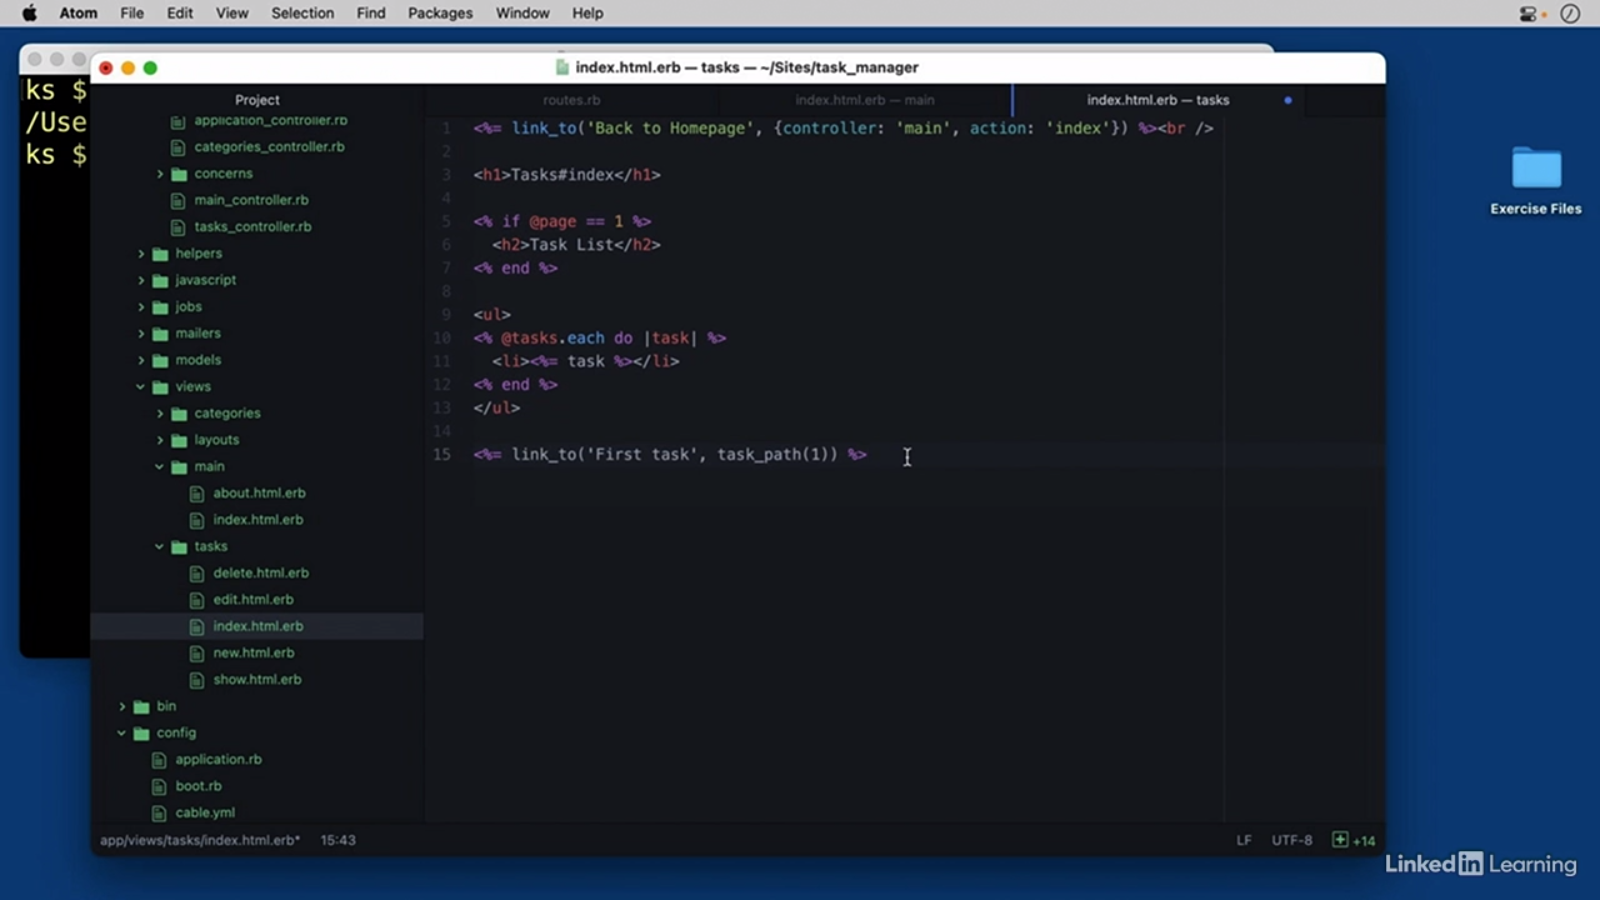 Atom File Edit View Selection Find Packages Window Help
index.html.erb — tasks — ~/Sites/task_manager
ks $
/Use
ks $
Project
routes.rb
index.html.erb — main
index.html.erb — tasks
application_controller.rb
categories_controller.rb
concerns
main_controller.rb
tasks_controller.rb
helpers
javascript
jobs
mailers
models
views
categories
layouts
main
about.html.erb
index.html.erb
tasks
delete.html.erb
edit.html.erb
index.html.erb
new.html.erb
show.html.erb
bin
config
application.rb
boot.rb
cable.yml
1 <%= link_to('Back to Homepage', {controller: 'main', action: 'index'}) %><br />
2
3 <h1>Tasks#index</h1>
4
5 <% if @page == 1 %>
6 <h2>Task List</h2>
7 <% end %>
8
9 <ul>
10 <% @tasks.each do |task| %>
11 <li><%= task %></li>
12 <% end %>
13 </ul>
14
15 <%= link_to('First task', task_path(1)) %>
app/views/tasks/index.html.erb* 15:43
LF UTF-8 +14
Exercise Files
LinkedIn Learning